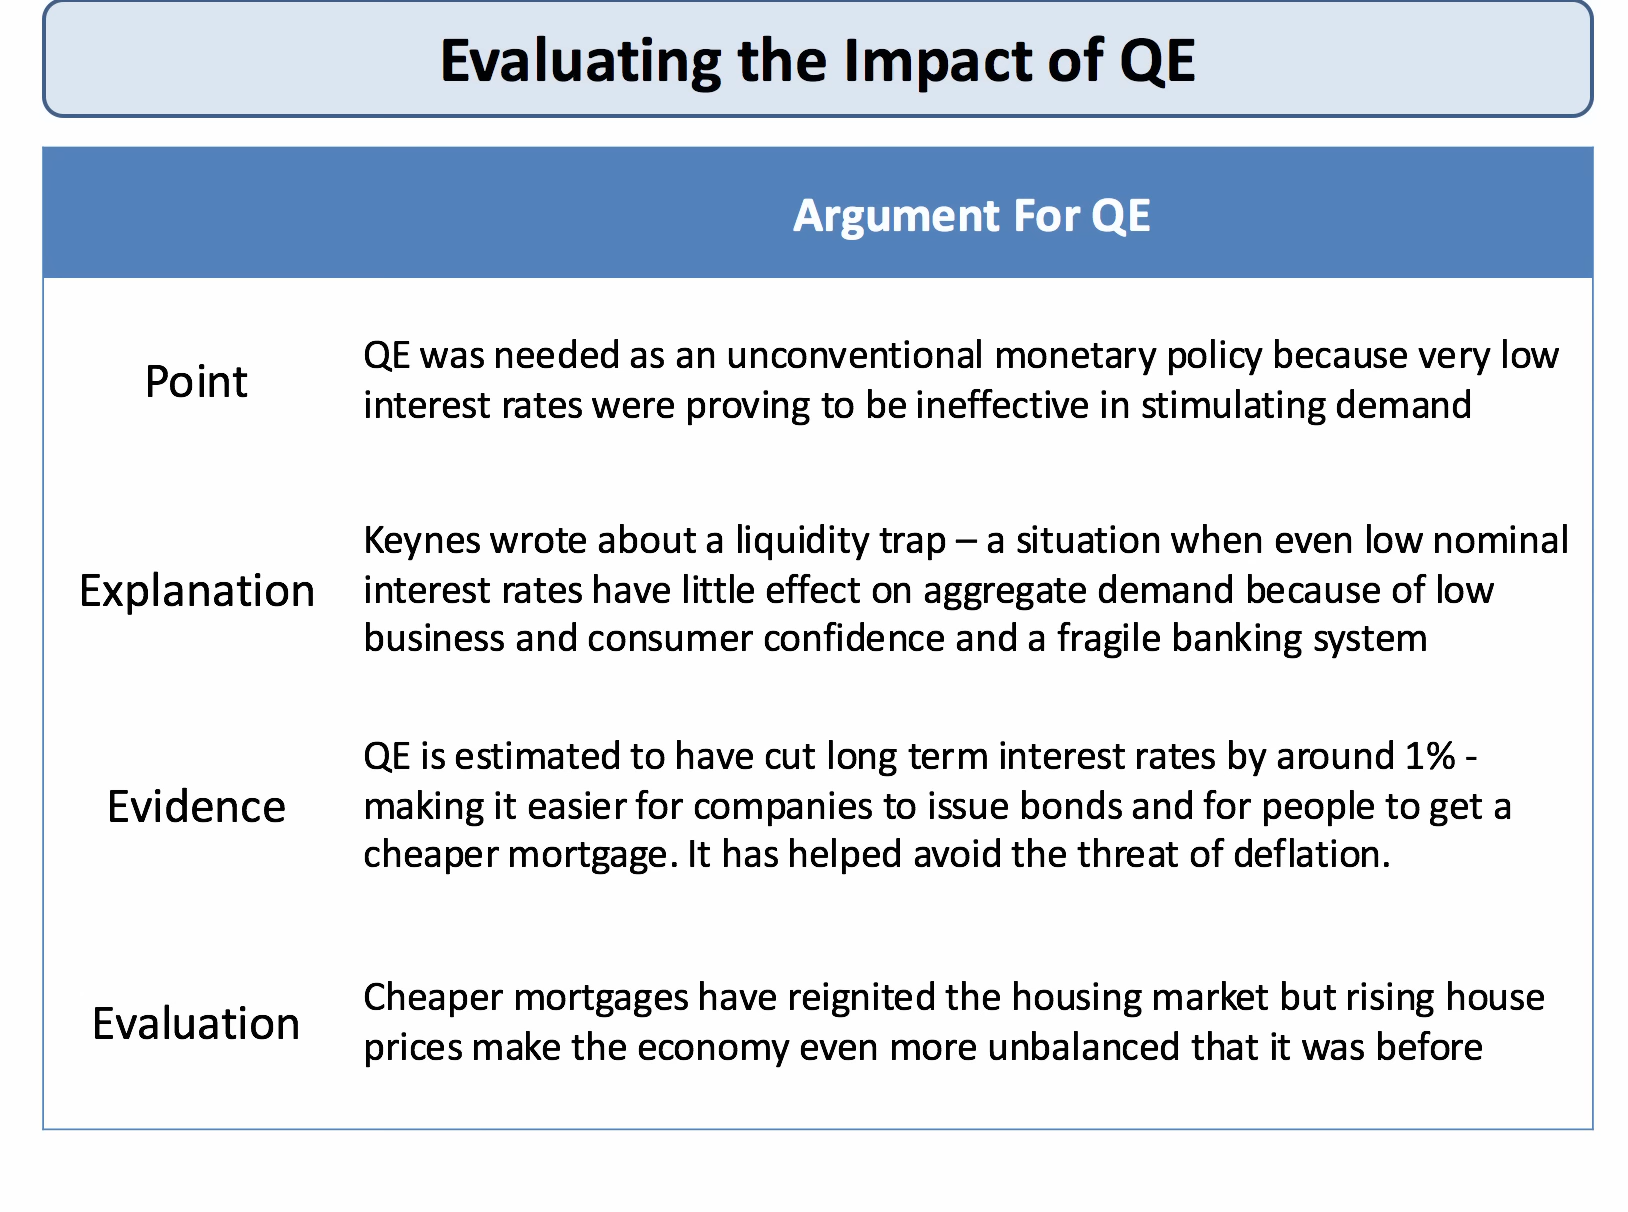 Evaluating the Impact of QE
Argument For QE
Point
QE was needed as an unconventional monetary policy because very low
interest rates were proving to be ineffective in stimulating demand
Explanation
Keynes wrote about a liquidity trap – a situation when even low nominal
interest rates have little effect on aggregate demand because of low
business and consumer confidence and a fragile banking system
Evidence
QE is estimated to have cut long term interest rates by around 1% -
making it easier for companies to issue bonds and for people to get a
cheaper mortgage. It has helped avoid the threat of deflation.
Evaluation
Cheaper mortgages have reignited the housing market but rising house
prices make the economy even more unbalanced that it was before